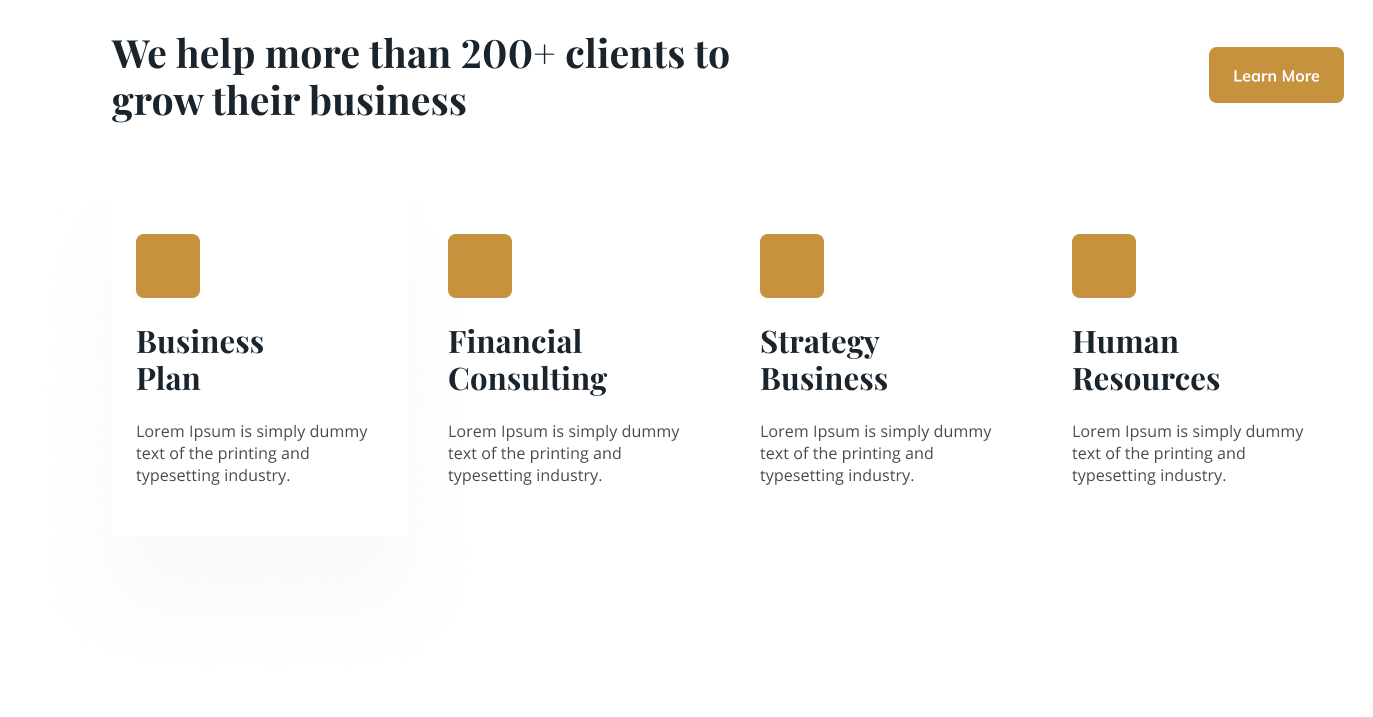 We help more than 200+ clients to
grow their business
Learn More
Business
Plan
Lorem Ipsum is simply dummy
text of the printing and
typesetting industry.
Financial
Consulting
Lorem Ipsum is simply dummy
text of the printing and
typesetting industry.
Strategy
Business
Lorem Ipsum is simply dummy
text of the printing and
typesetting industry.
Human
Resources
Lorem Ipsum is simply dummy
text of the printing and
typesetting industry.